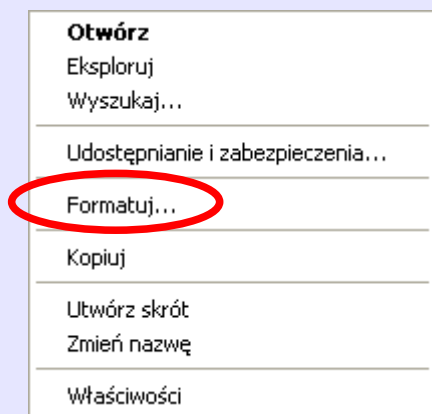 Otwórz
Eksploruj
Wyszukaj...
Udostępnianie i zabezpieczenia...
Formatuj...
Kopiuj
Utwórz skrót
Zmień nazwę
Właściwości